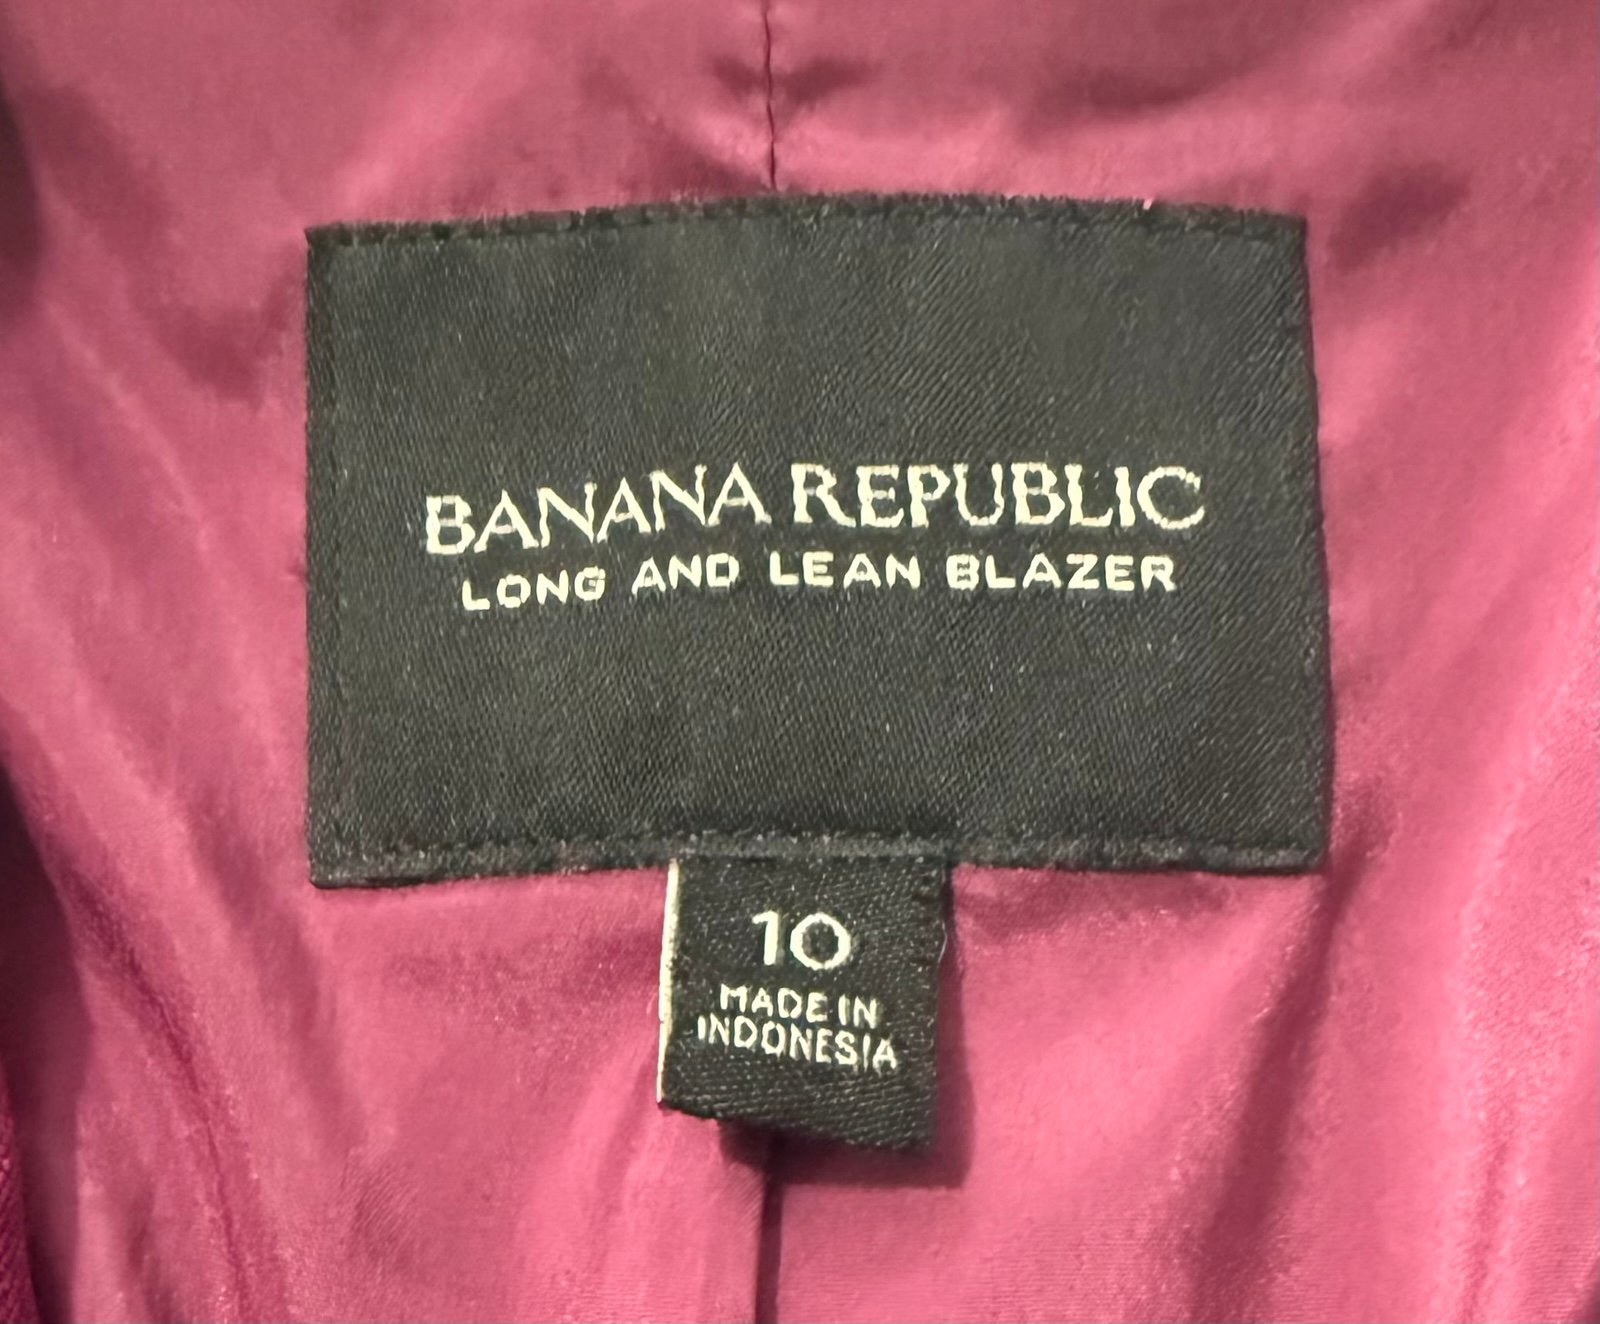 BANANA REPUBLIC
LONG AND LEAN BLAZER
10
MADE IN
INDONESIA